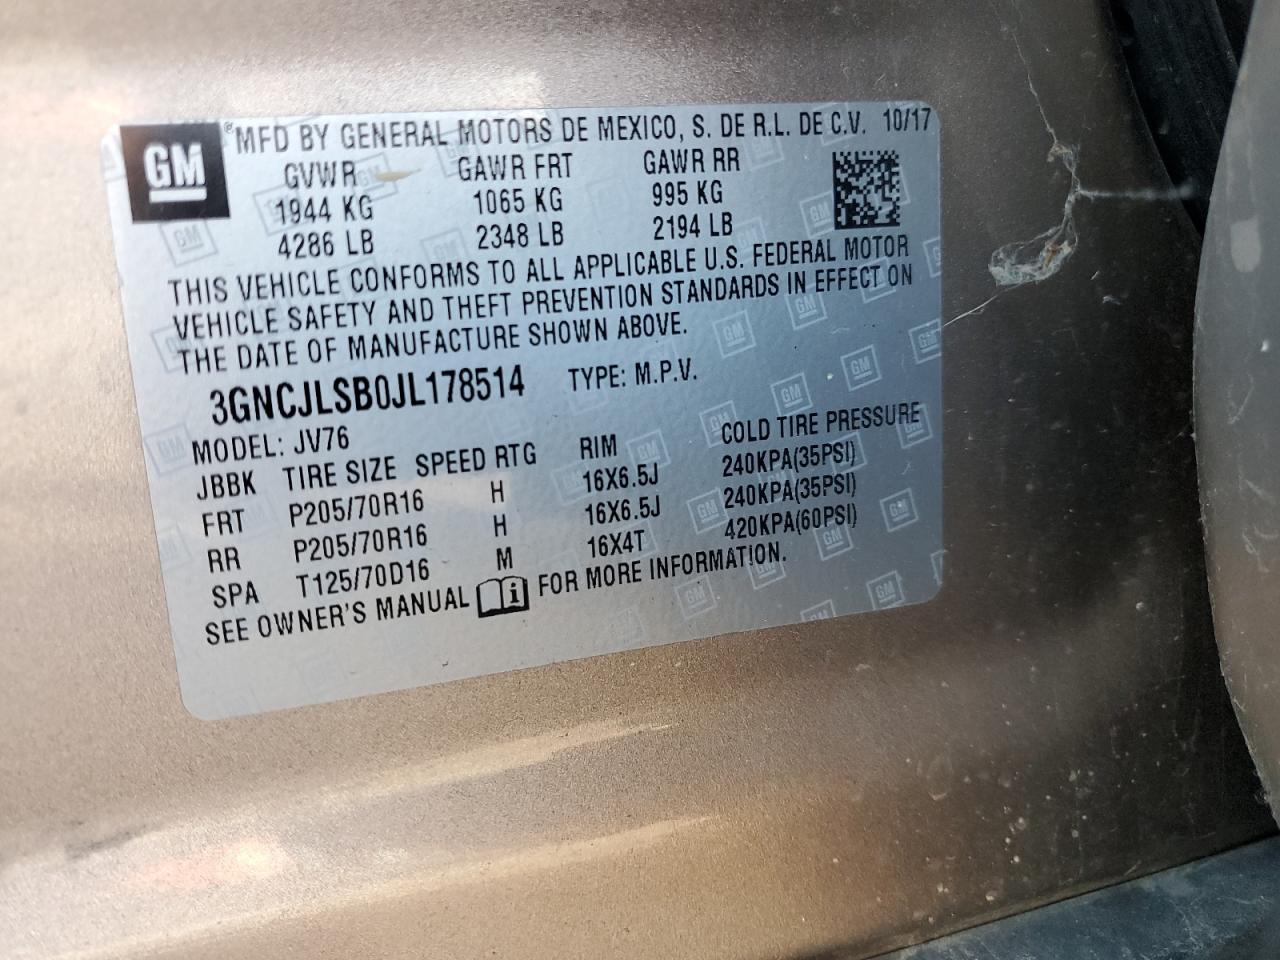 GM ® MFD BY GENERAL MOTORS DE MEXICO, S. DE R.L. DE C.V. 10/17
GVWR GAWR FRT GAWR RR
1944 KG 1065 KG 995 KG
4286 LB 2348 LB 2194 LB
THIS VEHICLE CONFORMS TO ALL APPLICABLE U.S. FEDERAL MOTOR
VEHICLE SAFETY AND THEFT PREVENTION STANDARDS IN EFFECT ON
THE DATE OF MANUFACTURE SHOWN ABOVE.
3GNCJLSB0JL178514 TYPE: M.P.V.
MODEL: JV76
JBBK TIRE SIZE SPEED RTG RIM COLD TIRE PRESSURE
FRT P205/70R16 H 16X6.5J 240KPA(35PSI)
RR P205/70R16 H 16X6.5J 240KPA(35PSI)
SPA T125/70D16 M 16X4T 420KPA(60PSI)
SEE OWNER'S MANUAL FOR MORE INFORMATION.